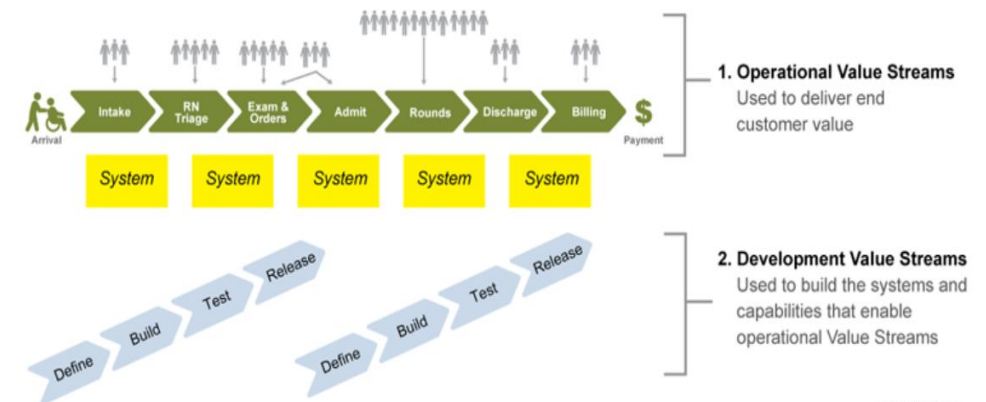 Intake
RN
Triage
Exam &
Orders
Admit
Rounds
Discharge
Billing
$
Arrival
Payment
1. Operational Value Streams
Used to deliver end
customer value
System
System
System
System
System
Define
Build
Test
Release
Define
Build
Test
Release
2. Development Value Streams
Used to build the systems and
capabilities that enable
operational Value Streams